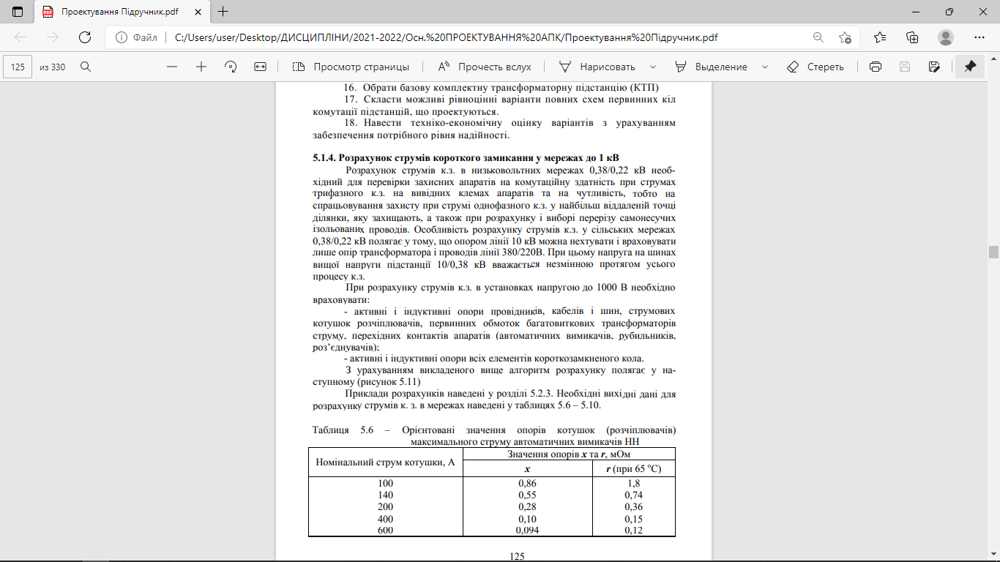 Проектування Підручник.pdf
Файл
C:/Users/user/Desktop/ДИСЦИПЛІНИ/2021-2022/Осн.%20ПРОЕКТУВАННЯ%20АПК/Проектування%20Підручник.pdf
125 из 330 Просмотр страницы Прочесть вслух Нарисовать Выделение Стереть
16. Обрати базову комплектну трансформаторну підстанцію (КТП)
17. Скласти можливі рівноцінні варіанти повних схем первинних кіл
комутації підстанцій, що проектуються.
18. Навести техніко-економічну оцінку варіантів з урахуванням
забезпечення потрібного рівня надійності.
5.1.4. Розрахунок струмів короткого замикання у мережах до 1 кВ
Розрахунок струмів к.з. в низьковольтних мережах 0,38/0,22 кВ необ-
хідний для перевірки захисних апаратів на комутаційну здатність при струмах
трифазного к.з. на вивідних клемах апаратів та на чутливість, тобто на
спрацьовування захисту при струмі однофазного к.з. у найбільш віддаленій точці
ділянки, яку захищають, а також при розрахунку і виборі перерізу самонесучих
ізольованих проводів. Особливість розрахунку струмів к.з. у сільських мережах
0,38/0,22 кВ полягає у тому, що опором лінії 10 кВ можна нехтувати і враховувати
лише опір трансформатора і проводів лінії 380/220В. При цьому напруга на шинах
вищої напруги підстанції 10/0,38 кВ вважається незмінною протягом усього
процесу к.з.
При розрахунку струмів к.з. в установках напругою до 1000 В необхідно
враховувати:
- активні і індуктивні опори провідників, кабелів і шин, струмових
котушок розчіплювачів, первинних обмоток багатовиткових трансформаторів
струму, перехідних контактів апаратів (автоматичних вимикачів, рубильників,
роз’єднувачів);
- активні і індуктивні опори всіх елементів короткозамкненого кола.
З урахуванням викладеного вище алгоритм розрахунку полягає у на-
ступному (рисунок 5.11)
Приклади розрахунків наведені у розділі 5.2.3. Необхідні вихідні дані для
розрахунку струмів к. з. в мережах наведені у таблицях 5.6 – 5.10.
Таблиця 5.6 – Орієнтовані значення опорів котушок (розчіплювачів)
максимального струму автоматичних вимикачів НН
Номінальний струм котушки, А
Значення опорів x та r, мОм
x r (при 65 ºС)
100 0,86 1,8
140 0,55 0,74
200 0,28 0,36
400 0,10 0,15
600 0,094 0,12
125